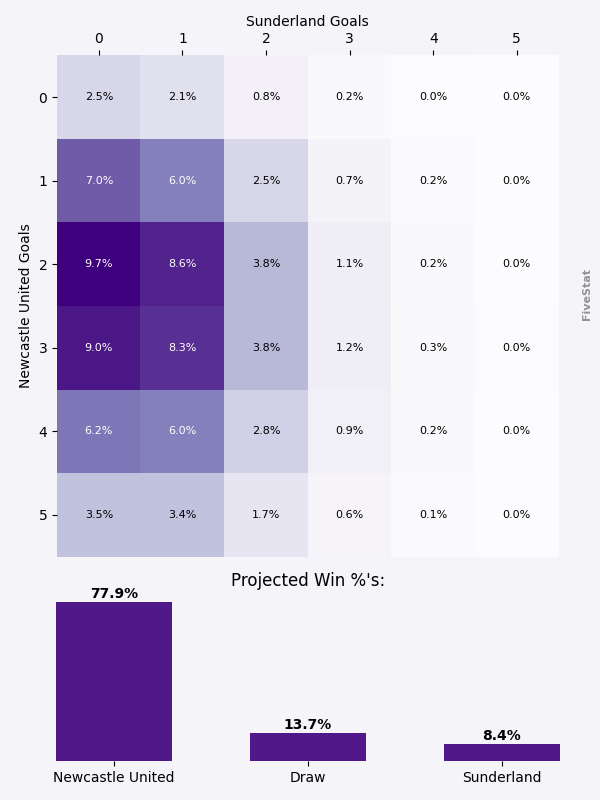 Sunderland Goals
0 1 2 3 4 5
Newcastle United Goals
0 2.5% 2.1% 0.8% 0.2% 0.0% 0.0%
1 7.0% 6.0% 2.5% 0.7% 0.2% 0.0%
2 9.7% 8.6% 3.8% 1.1% 0.2% 0.0%
3 9.0% 8.3% 3.8% 1.2% 0.3% 0.0%
4 6.2% 6.0% 2.8% 0.9% 0.2% 0.0%
5 3.5% 3.4% 1.7% 0.6% 0.1% 0.0%
FiveStat
Projected Win %'s:
77.9% 13.7% 8.4%
Newcastle United Draw Sunderland